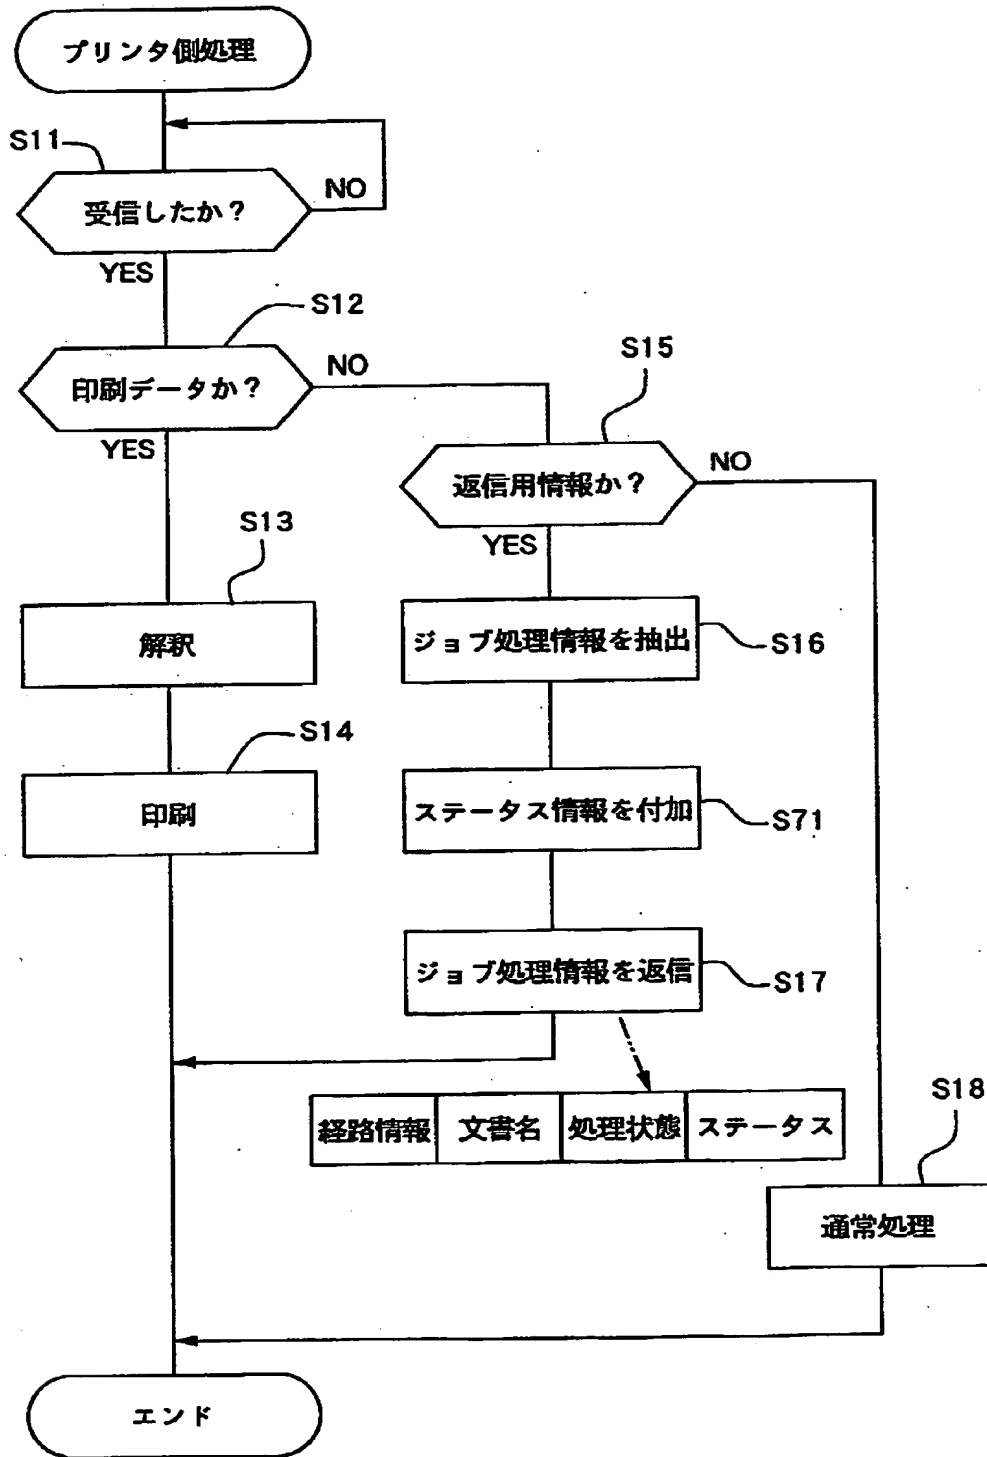 プリンタ側処理
S11
受信したか？
NO
YES
S12
印刷データか？
NO
YES
S15
返信用情報か？
NO
YES
S13
解釈
ジョブ処理情報を抽出
S16
S14
印刷
ステータス情報を付加
S71
ジョブ処理情報を返信
S17
経路情報 文書名 処理状態 ステータス
S18
通常処理
エンド